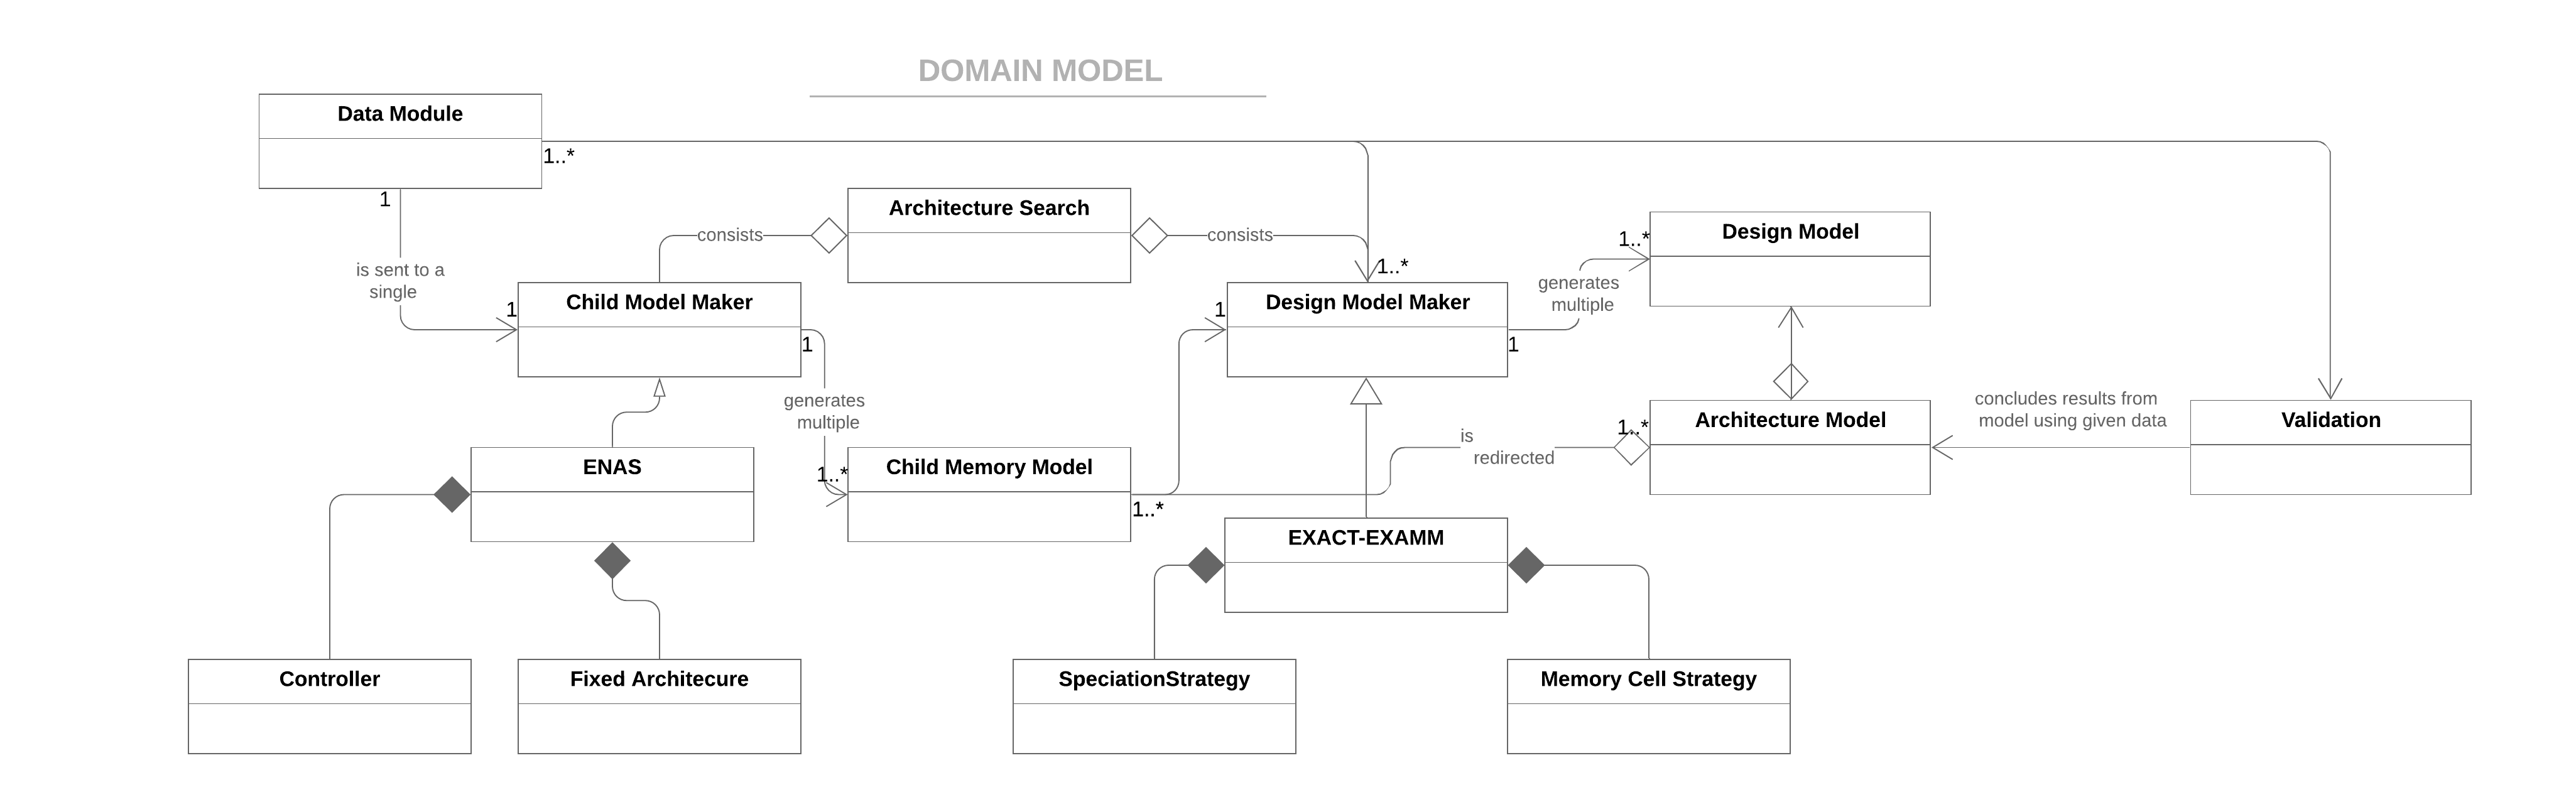 DOMAIN MODEL
Data Module
1..*
1
Architecture Search
consists
consists
Design Model
1..*
is sent to a
single
1..*
generates
multiple
Child Model Maker
1
1
Design Model Maker
1
1
generates
multiple
concludes results from
model using given data
Architecture Model
1..*
Validation
is
redirected
ENAS
1..*
Child Memory Model
1..*
EXACT-EXAMM
Controller
Fixed Architecure
SpeciationStrategy
Memory Cell Strategy